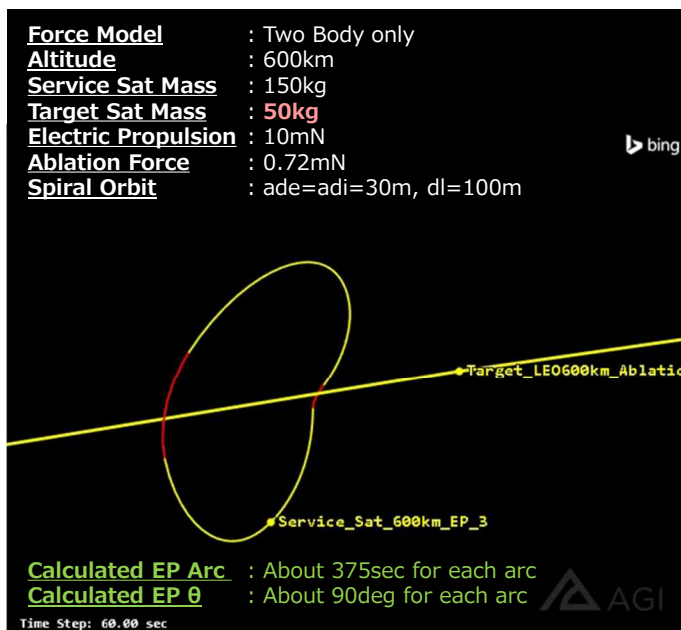 Force Model : Two Body only
Altitude : 600km
Service Sat Mass : 150kg
Target Sat Mass : 50kg
Electric Propulsion : 10mN
Ablation Force : 0.72mN
Spiral Orbit : ade=adi=30m, dl=100m
bing
Target_LEO600km_Ablatic
Service_Sat_600km_EP_3
Calculated EP Arc : About 375sec for each arc
Calculated EP θ : About 90deg for each arc
AGI
Time Step: 60.00 sec